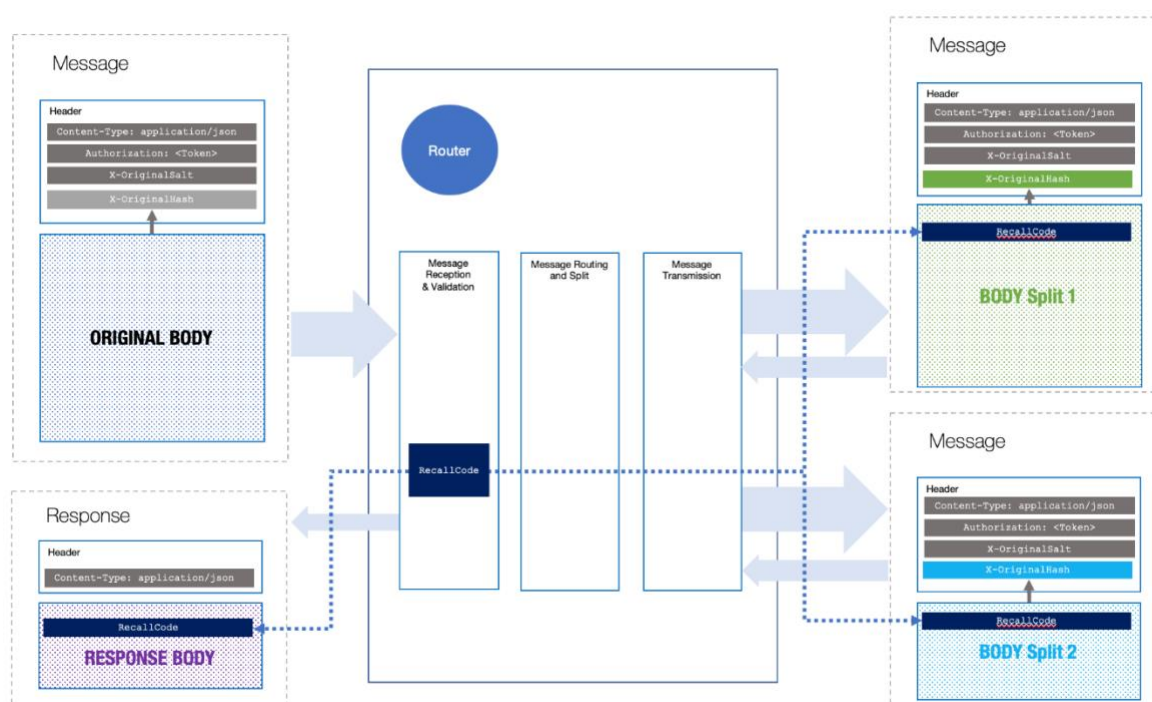 Message
Header
Content-Type: application/json
Authorization: <Token>
X-OriginalSalt
X-OriginalHash
ORIGINAL BODY
Response
Header
Content-Type: application/json
RecallCode
RESPONSE BODY
Router
Message
Reception
& Validation
RecallCode
Message Routing
and Split
Message
Transmission
Message
Header
Content-Type: application/json
Authorization: <Token>
X-OriginalSalt
X-OriginalHash
RecallCode
BODY Split 1
Message
Header
Content-Type: application/json
Authorization: <Token>
X-OriginalSalt
X-OriginalHash
RecallCode
BODY Split 2